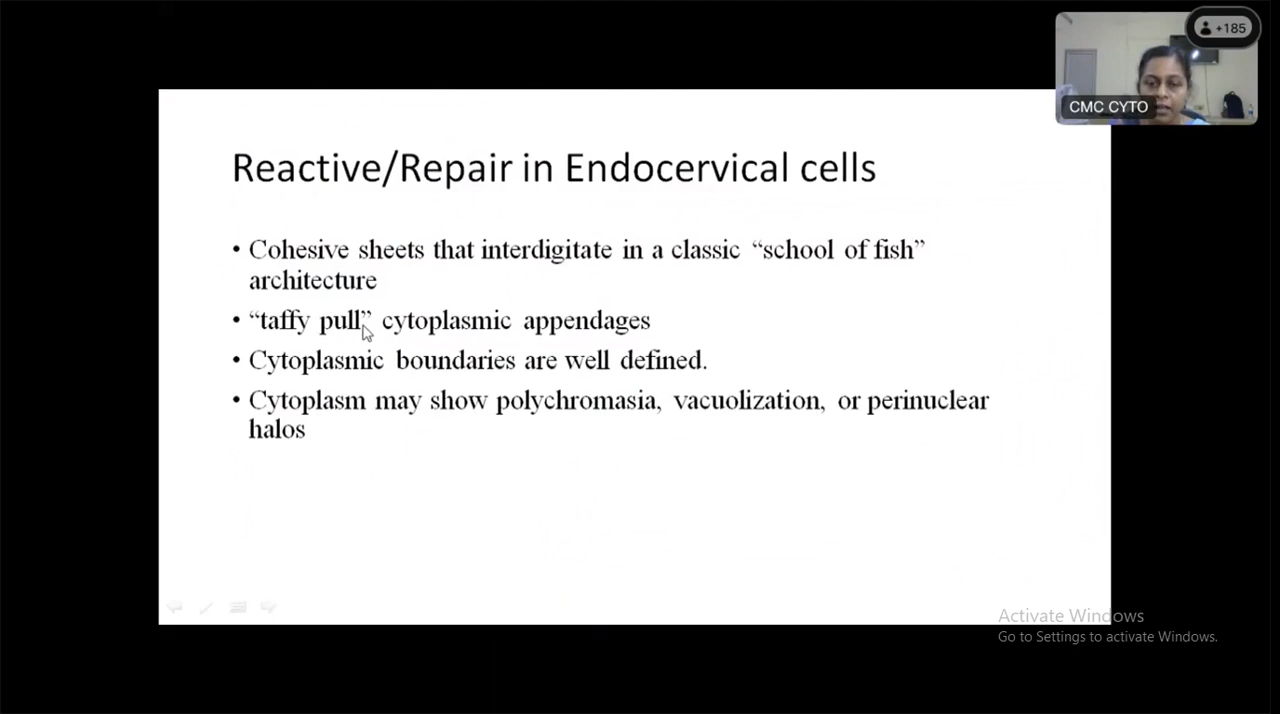 +185
CMC CYTO
Reactive/Repair in Endocervical cells
• Cohesive sheets that interdigitate in a classic “school of fish”
architecture
• “taffy pull” cytoplasmic appendages
• Cytoplasmic boundaries are well defined.
• Cytoplasm may show polychromasia, vacuolization, or perinuclear
halos
Activate Windows
Go to Settings to activate Windows.